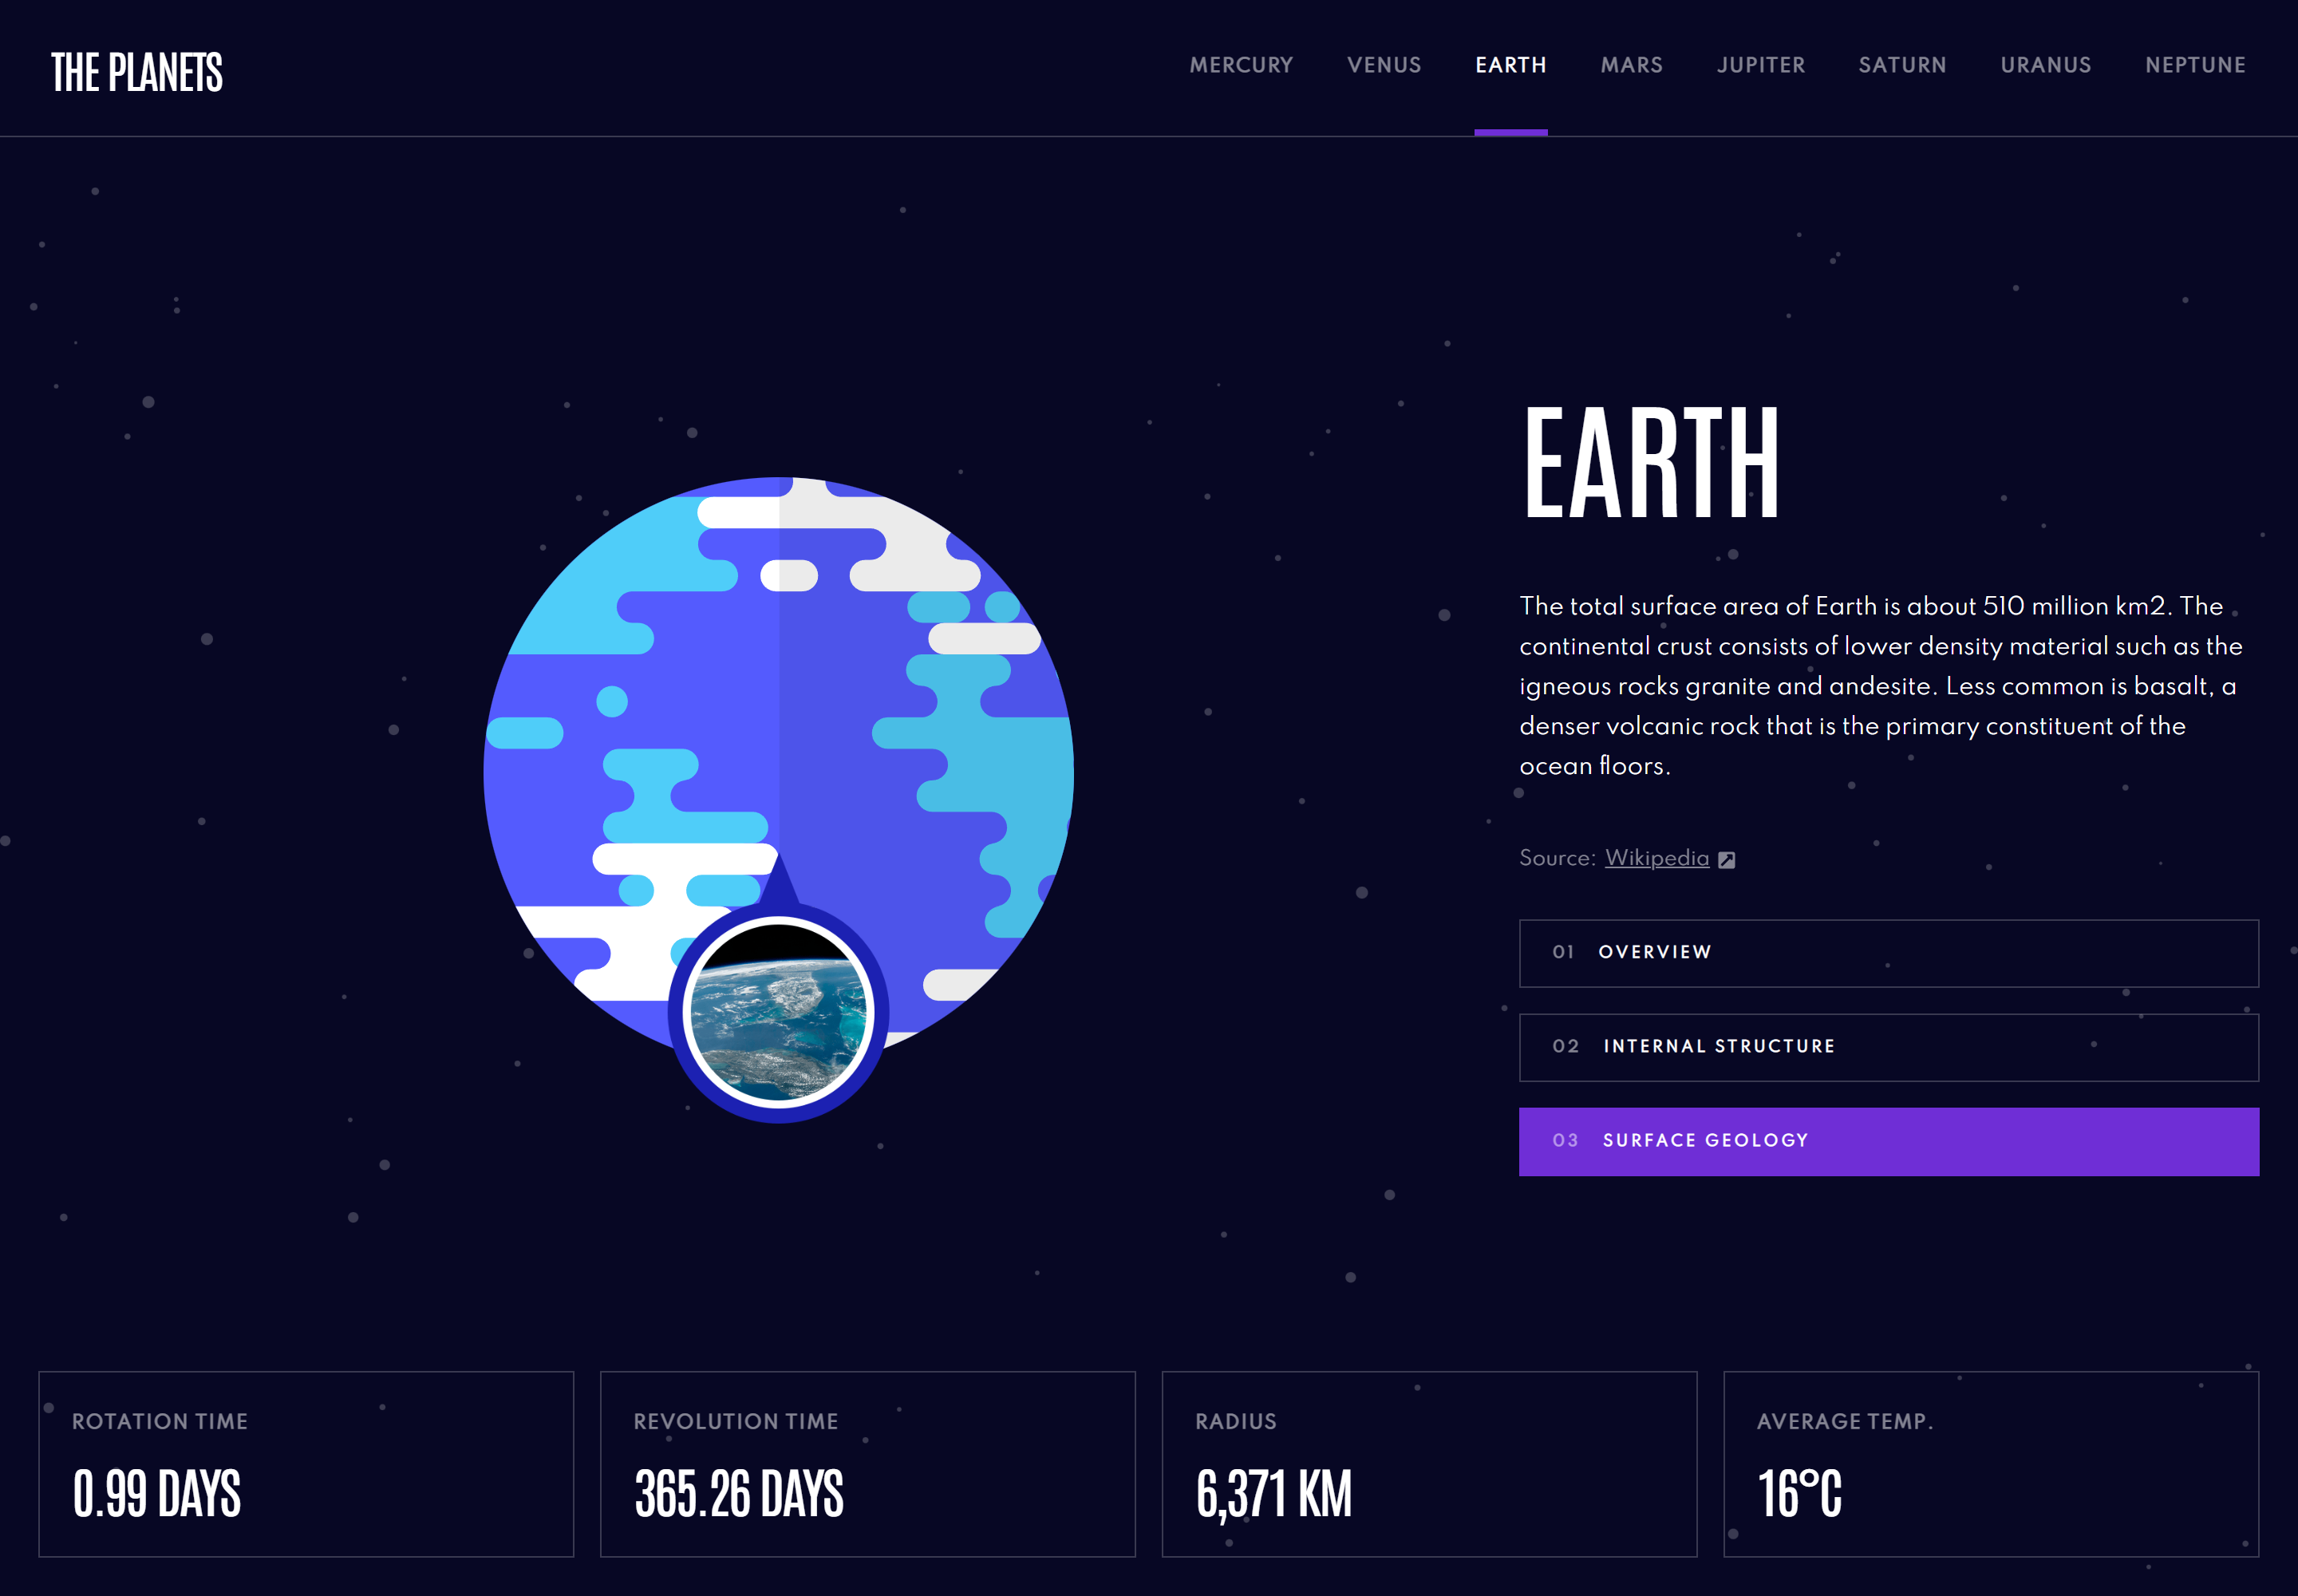 THE PLANETS
MERCURY VENUS EARTH MARS JUPITER SATURN URANUS NEPTUNE
EARTH
The total surface area of Earth is about 510 million km2. The
continental crust consists of lower density material such as the
igneous rocks granite and andesite. Less common is basalt, a
denser volcanic rock that is the primary constituent of the
ocean floors.
Source: Wikipedia
01 OVERVIEW
02 INTERNAL STRUCTURE
03 SURFACE GEOLOGY
ROTATION TIME
0.99 DAYS
REVOLUTION TIME
365.26 DAYS
RADIUS
6,371 KM
AVERAGE TEMP.
16°C